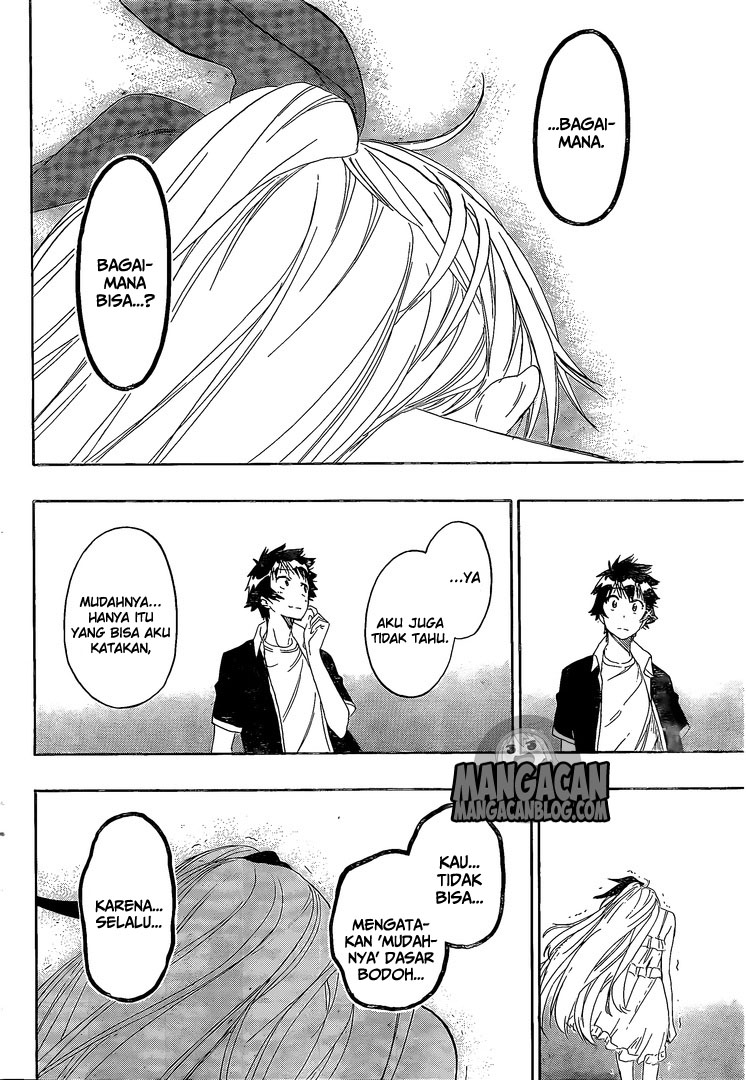 ...BAGAI-
MANA.
BAGAI-
MANA
BISA...?
...YA
AKU JUGA
TIDAK TAHU.
MUDAHNYA...
HANYA ITU
YANG BISA AKU
KATAKAN,
MANGACAN
MANGACANBLOG.COM
KAU...
TIDAK
BISA...
MENGATA-
KAN 'MUDAH-
NYA' DASAR
BODOH...
KARENA...
SELALU...